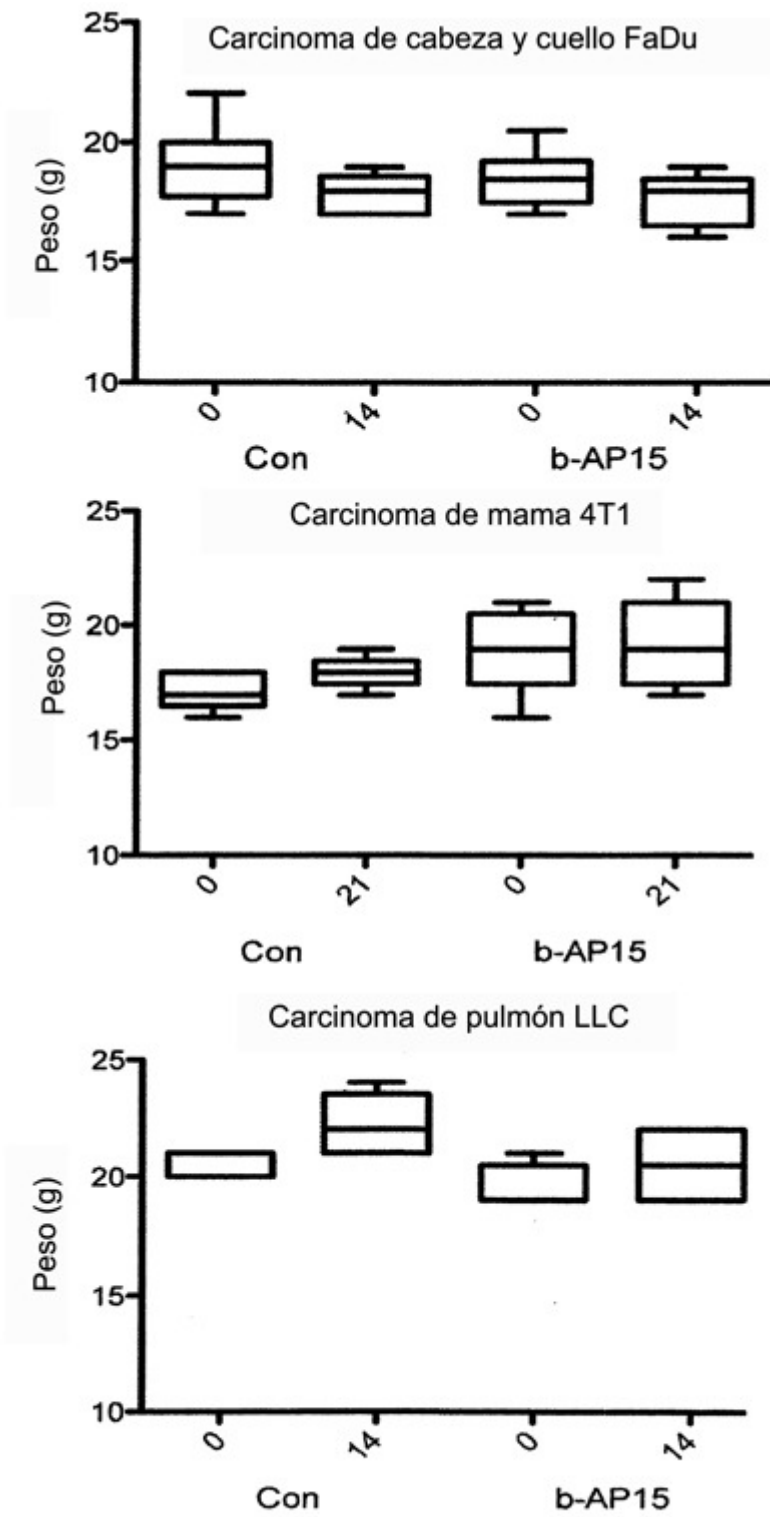 Carcinoma de cabeza y cuello FaDu
Peso (g)
25
20
15
10
0 14 0 14
Con b-AP15
Carcinoma de mama 4T1
Peso (g)
25
20
15
10
0 21 0 21
Con b-AP15
Carcinoma de pulmón LLC
Peso (g)
25
20
15
10
0 14 0 14
Con b-AP15